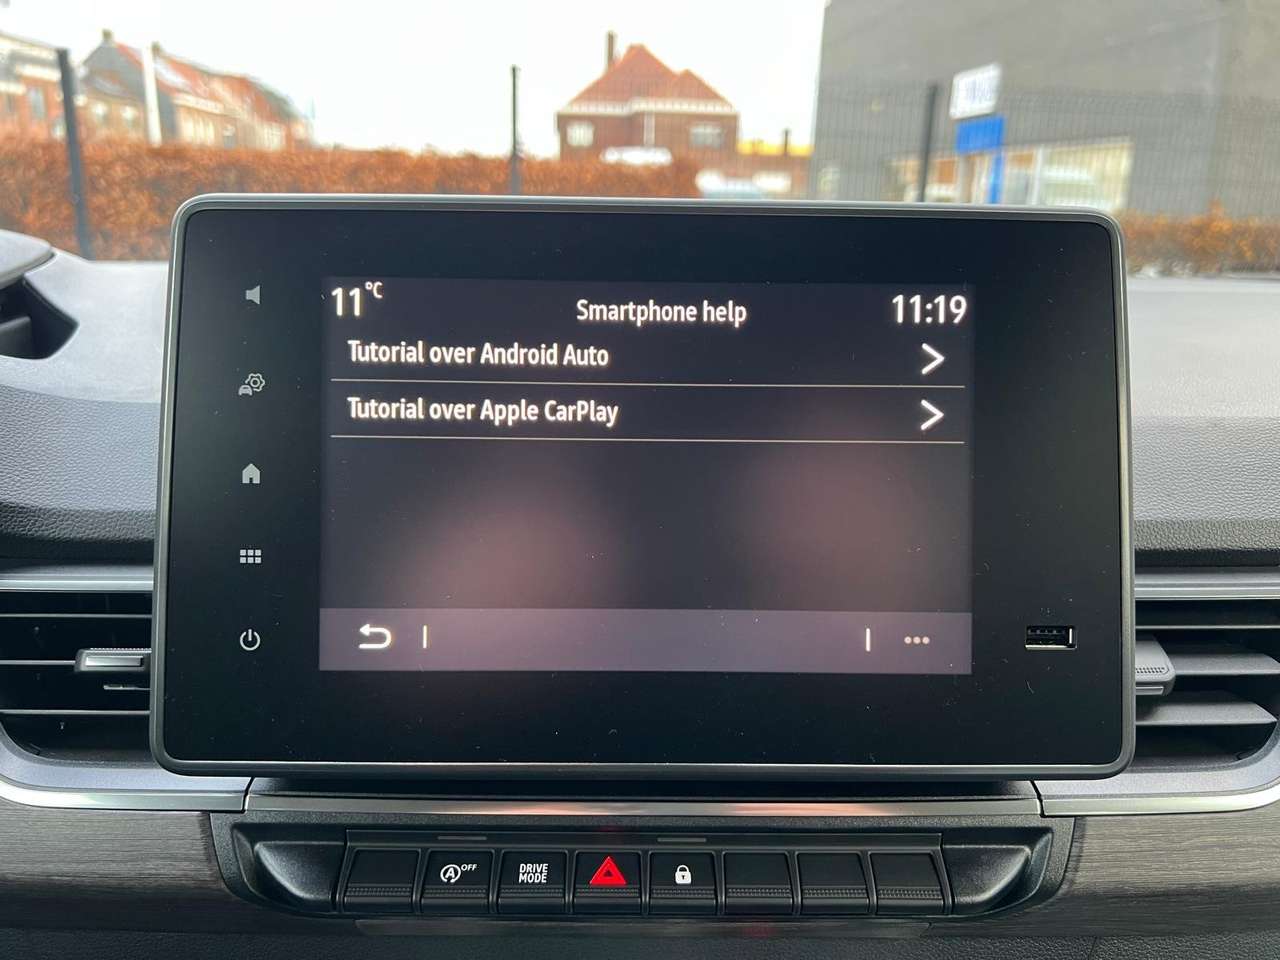 11°C
Smartphone help
11:19
Tutorial over Android Auto
Tutorial over Apple CarPlay
OFF
DRIVE
MODE